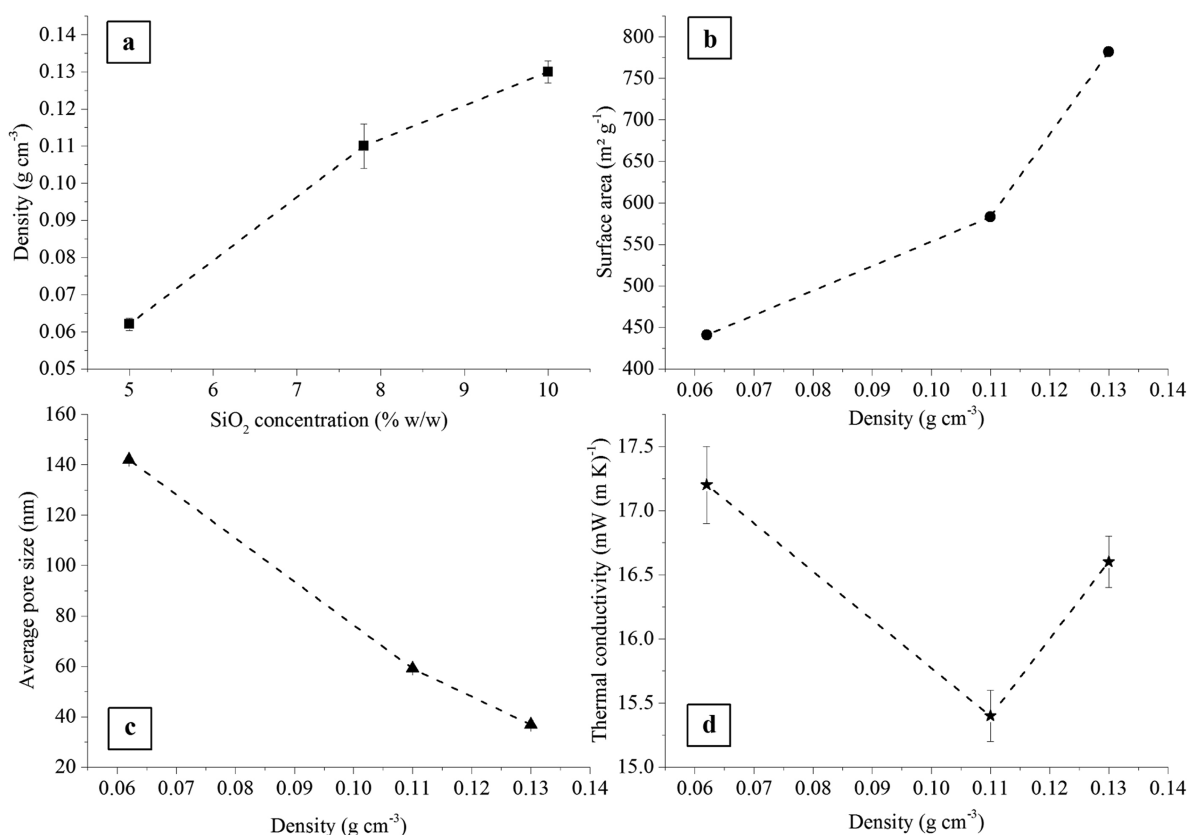 a
0.14
0.13
0.12
0.11
0.10
0.09
0.08
0.07
0.06
0.05
Density (g cm⁻³)
5 6 7 8 9 10
SiO₂ concentration (% w/w)
b
800
750
700
650
600
550
500
450
400
Surface area (m² g⁻¹)
0.06 0.07 0.08 0.09 0.10 0.11 0.12 0.13 0.14
Density (g cm⁻³)
c
160
140
120
100
80
60
40
20
Average pore size (nm)
0.06 0.07 0.08 0.09 0.10 0.11 0.12 0.13 0.14
Density (g cm⁻³)
d
17.5
17.0
16.5
16.0
15.5
15.0
Thermal conductivity (mW (m K)⁻¹)
0.06 0.07 0.08 0.09 0.10 0.11 0.12 0.13 0.14
Density (g cm⁻³)